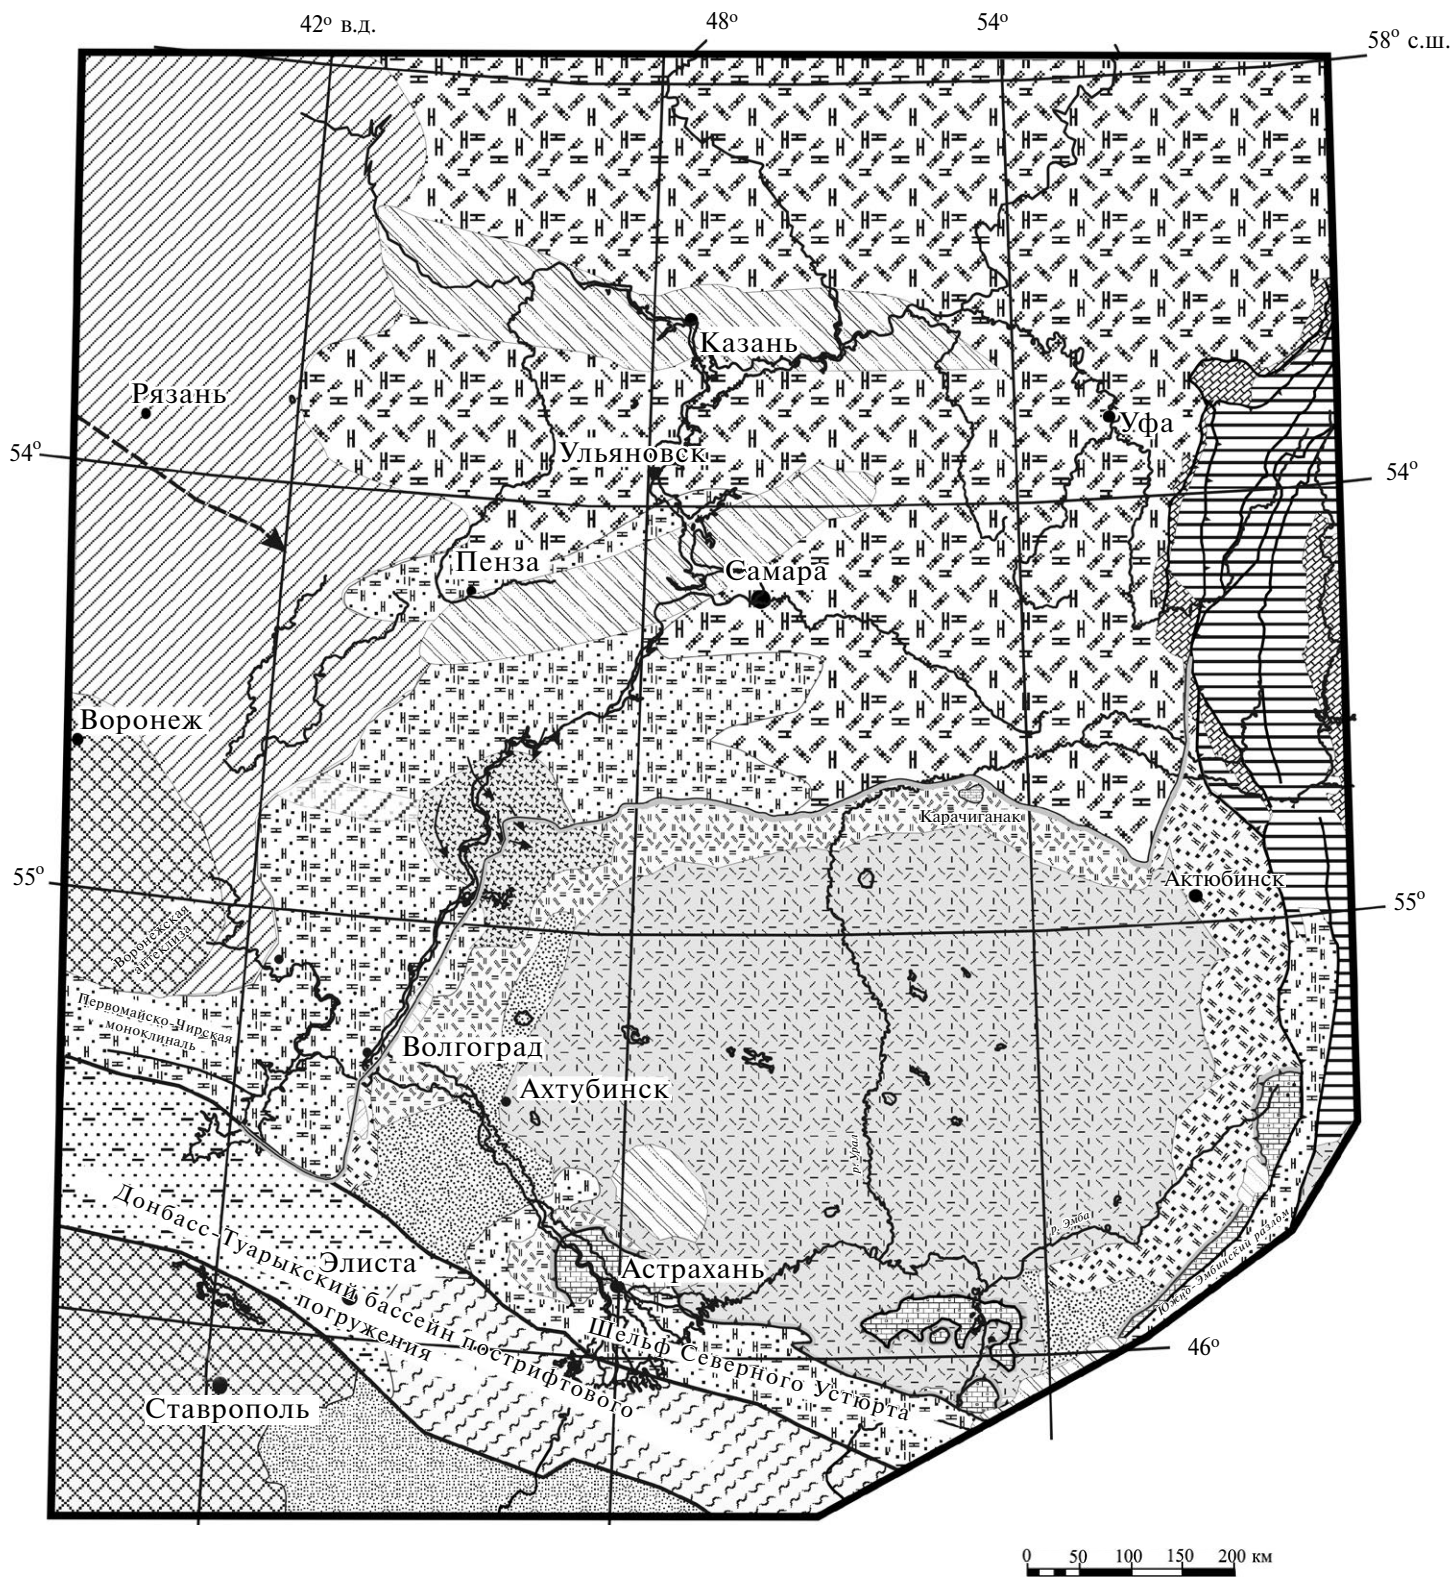 42° в.д.
48°
54°
58° с.ш.
Казань
Рязань
Уфа
54°
Ульяновск
54°
Пенза
Самара
Воронеж
Карачиганак
55°
Актюбинск
55°
Воронежская
антеклиза
Первомайско-Чирская
моноклиналь
Волгоград
Ахтубинск
р. Урал
Донбасс-Туарыкский бассейн пострифтового
погружения
р. Эмба
Южно-Эмбинский разлом
Элиста
Астрахань
Шельф Северного Устюрта
46°
Ставрополь
0 50 100 150 200 км